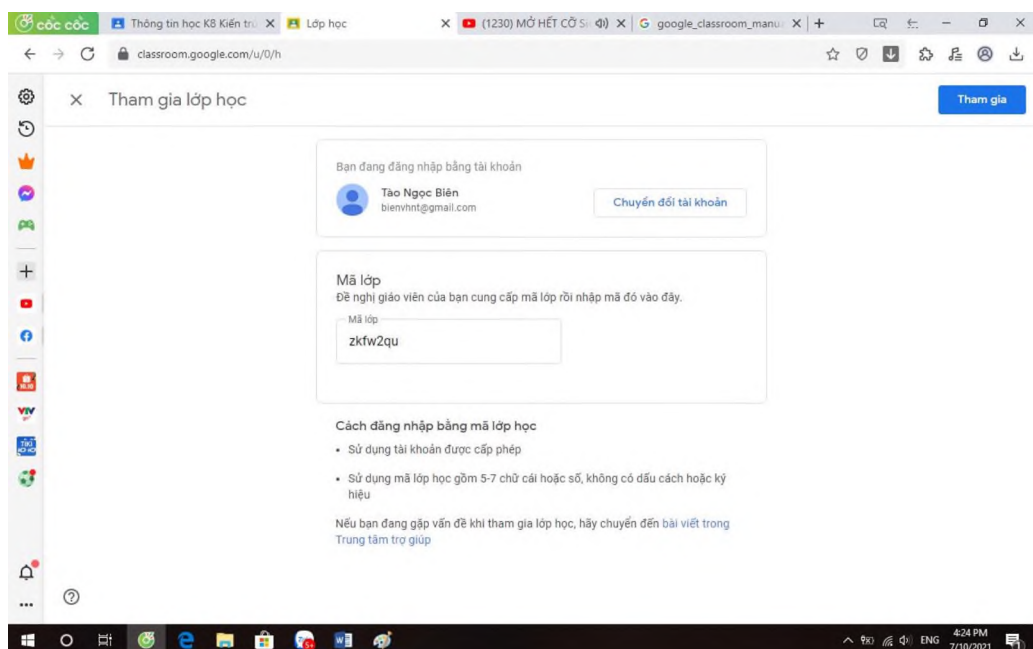 cốc cốc
Thông tin học K8 Kiến trú
Lớp học
(1230) MỞ HẾT CỠ
google_classroom_manu
classroom.google.com/u/0/h
Tham gia lớp học
Tham gia
Bạn đang đăng nhập bằng tài khoản
Tào Ngọc Biên
bienvhnt@gmail.com
Chuyển đổi tài khoản
Mã lớp
Đề nghị giáo viên của bạn cung cấp mã lớp rồi nhập mã đó vào đây.
Mã lớp
zkfw2qu
Cách đăng nhập bằng mã lớp học
• Sử dụng tài khoản được cấp phép
• Sử dụng mã lớp học gồm 5-7 chữ cái hoặc số, không có dấu cách hoặc ký
hiệu
Nếu bạn đang gặp vấn đề khi tham gia lớp học, hãy chuyển đến bài viết trong
Trung tâm trợ giúp
VTV
ENG
4:24 PM
7/10/2021